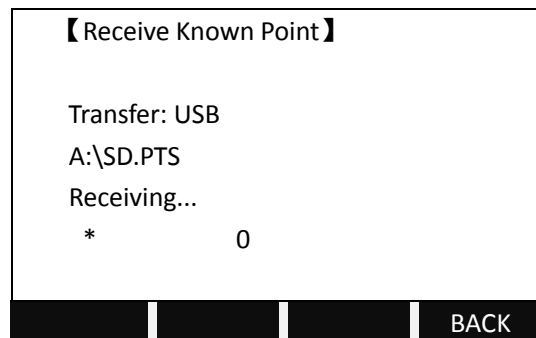 【Receive Known Point】
Transfer: USB
A:\SD.PTS
Receiving...
* 0
BACK